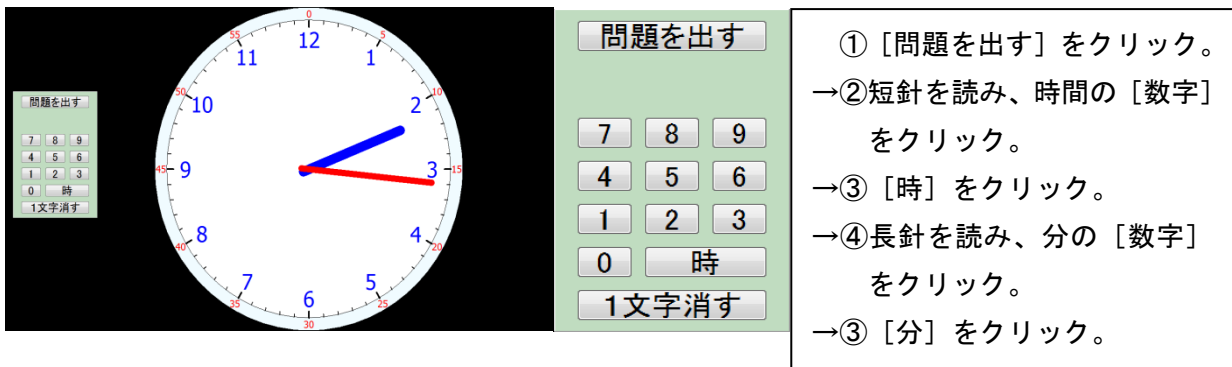 問題を出す
7 8 9
4 5 6
1 2 3
0 時
1文字消す
0
5
10
15
20
25
30
35
40
45
50
55
12
1
2
3
4
5
6
7
8
9
10
11
問題を出す
7 8 9
4 5 6
1 2 3
0 時
1文字消す
①［問題を出す］をクリック。
→②短針を読み、時間の［数字］
をクリック。
→③［時］をクリック。
→④長針を読み、分の［数字］
をクリック。
→③［分］をクリック。